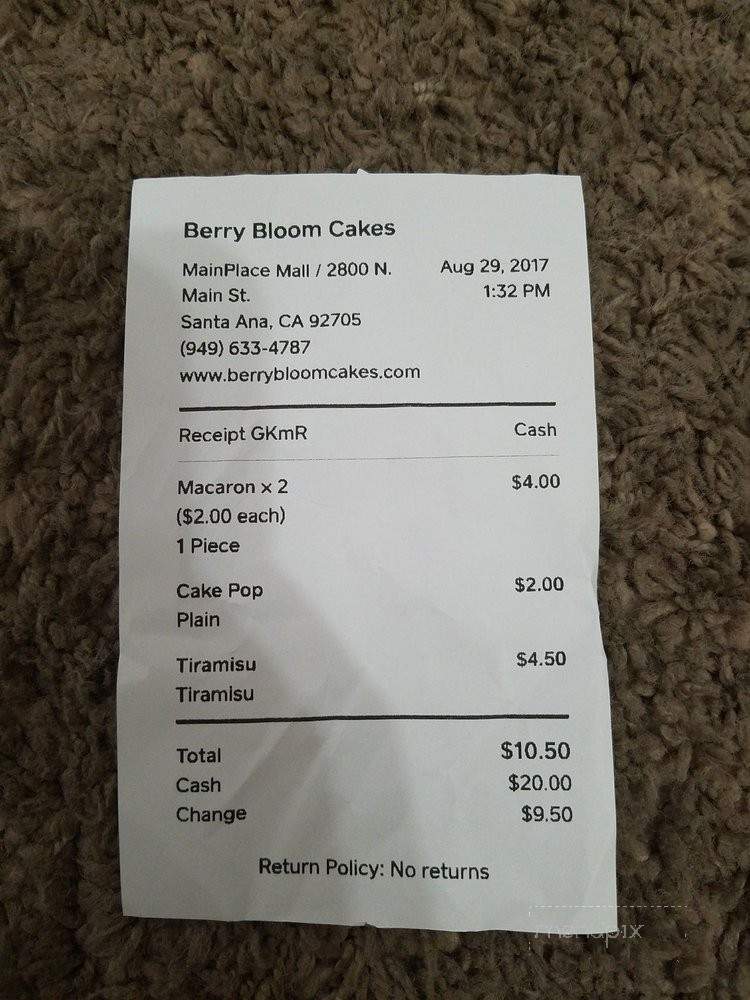 Berry Bloom Cakes
MainPlace Mall / 2800 N. Aug 29, 2017
Main St. 1:32 PM
Santa Ana, CA 92705
(949) 633-4787
www.berrybloomcakes.com
Receipt GKmR Cash
Macaron x 2 $4.00
($2.00 each)
1 Piece
Cake Pop $2.00
Plain
Tiramisu $4.50
Tiramisu
Total $10.50
Cash $20.00
Change $9.50
Return Policy: No returns
menupix